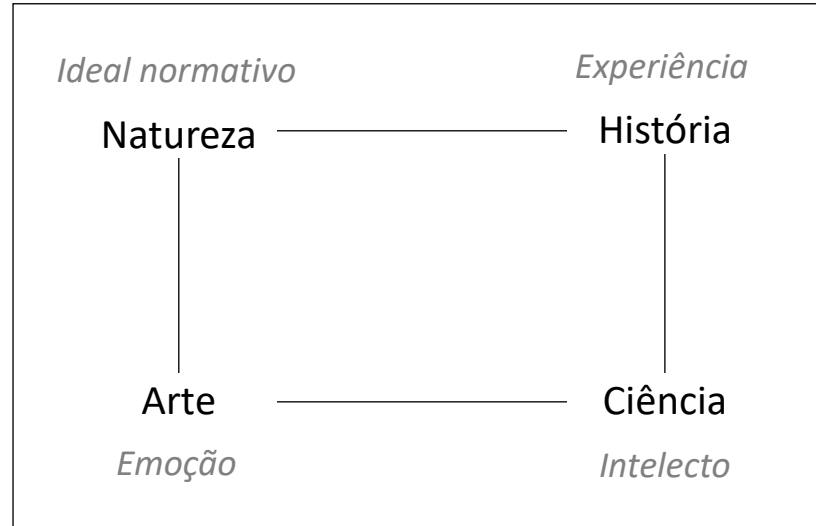 Ideal normativo
Experiência
Natureza
História
Arte
Ciência
Emoção
Intelecto